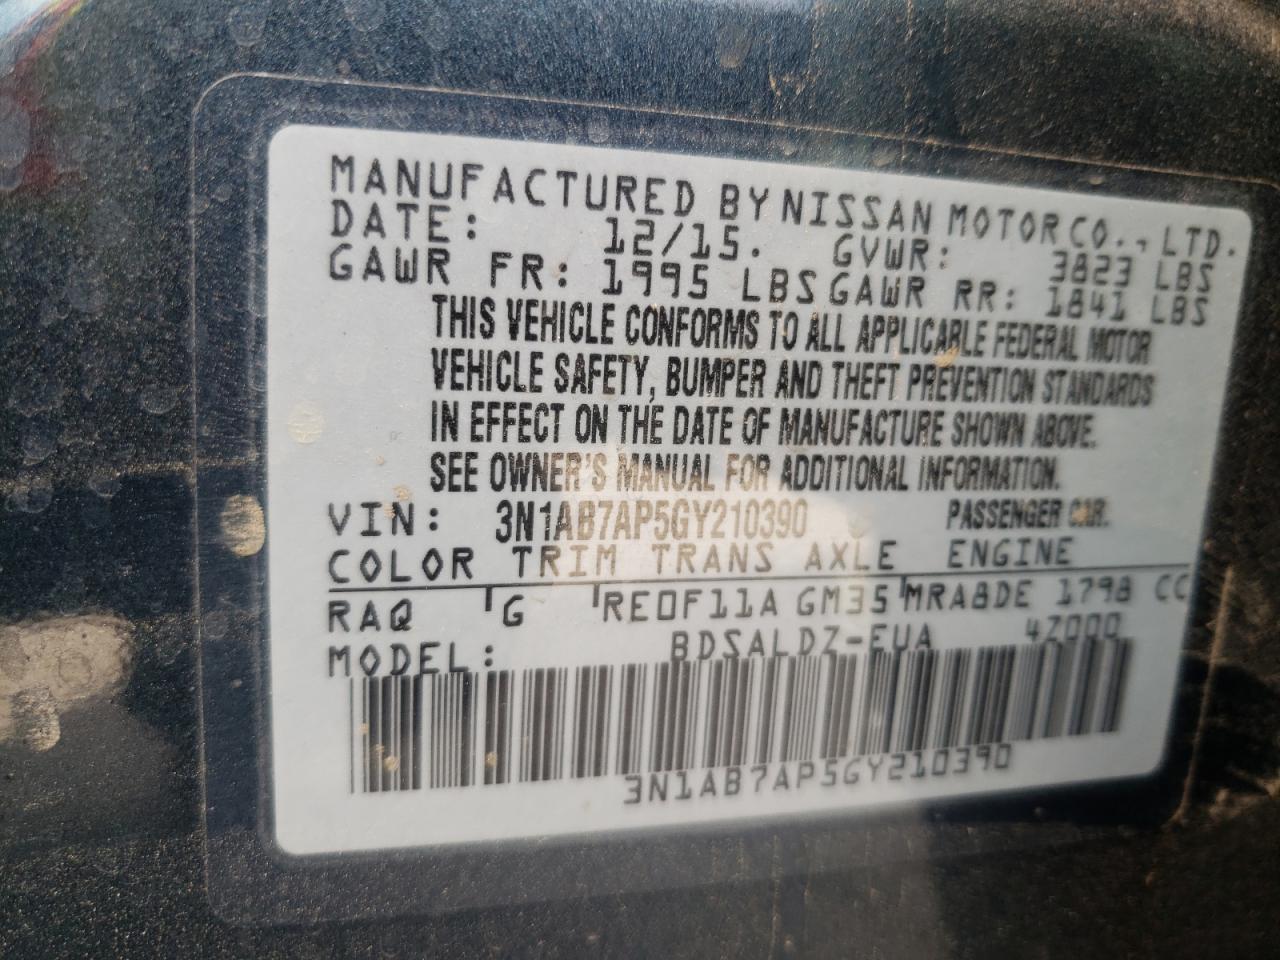 MANUFACTURED BY NISSAN MOTOR CO., LTD.
DATE: 12/15. GVWR: 3823 LBS
GAWR FR: 1995 LBS GAWR RR: 1841 LBS
THIS VEHICLE CONFORMS TO ALL APPLICABLE FEDERAL MOTOR
VEHICLE SAFETY, BUMPER AND THEFT PREVENTION STANDARDS
IN EFFECT ON THE DATE OF MANUFACTURE SHOWN ABOVE.
SEE OWNER'S MANUAL FOR ADDITIONAL INFORMATION.
VIN: 3N1AB7AP5GY210390 PASSENGER CAR.
COLOR TRIM TRANS AXLE ENGINE
RAQ G RE0F11A GM35 MRA8DE 1798 CC
MODEL: BDSALDZ-EUA 4Z000
3N1AB7AP5GY210390